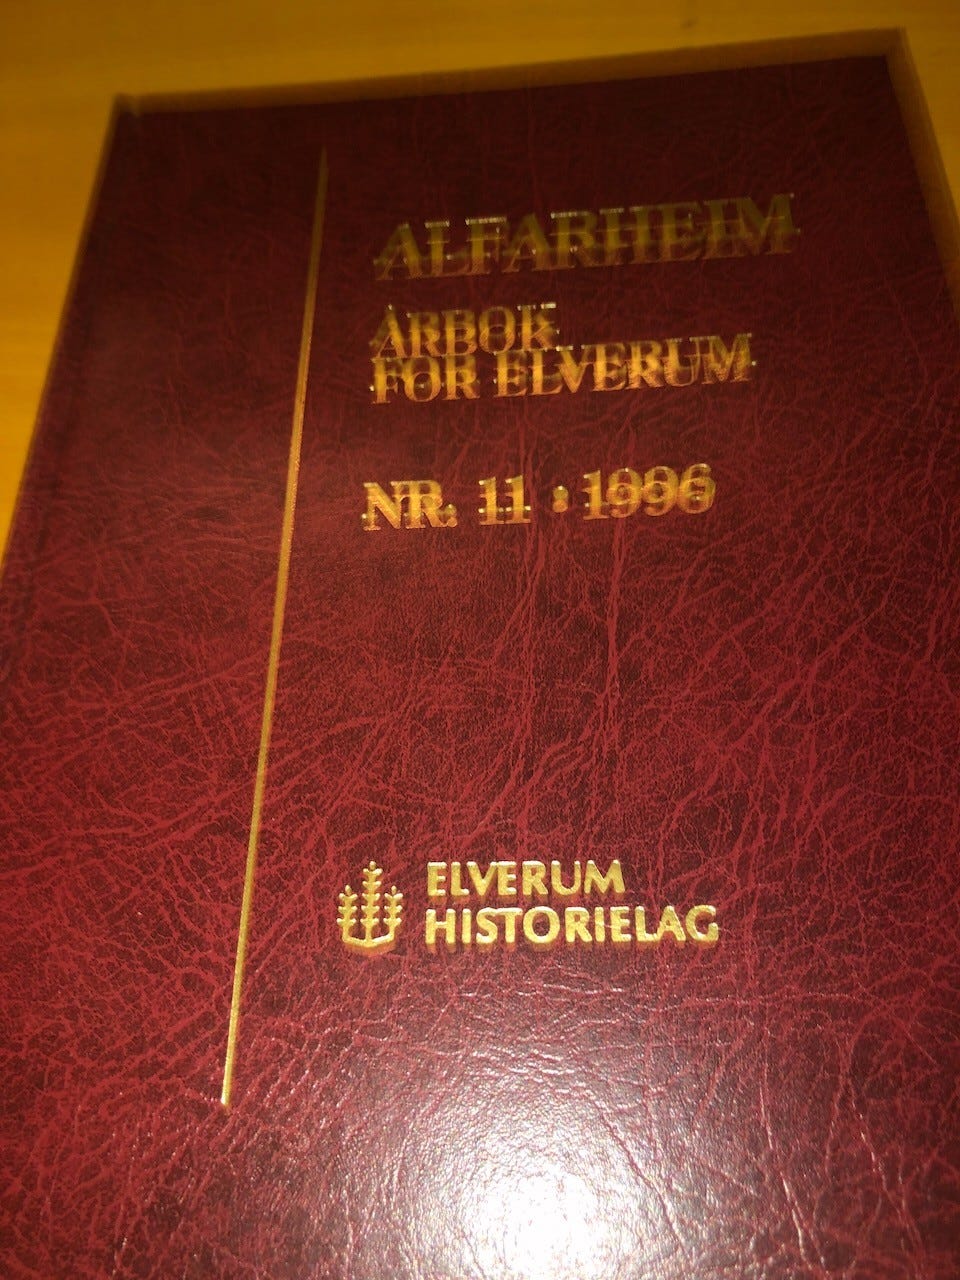 ALFARHEIM
ÅRBOK
FOR ELVERUM
NR. 11 • 1996
ELVERUM
HISTORIELAG